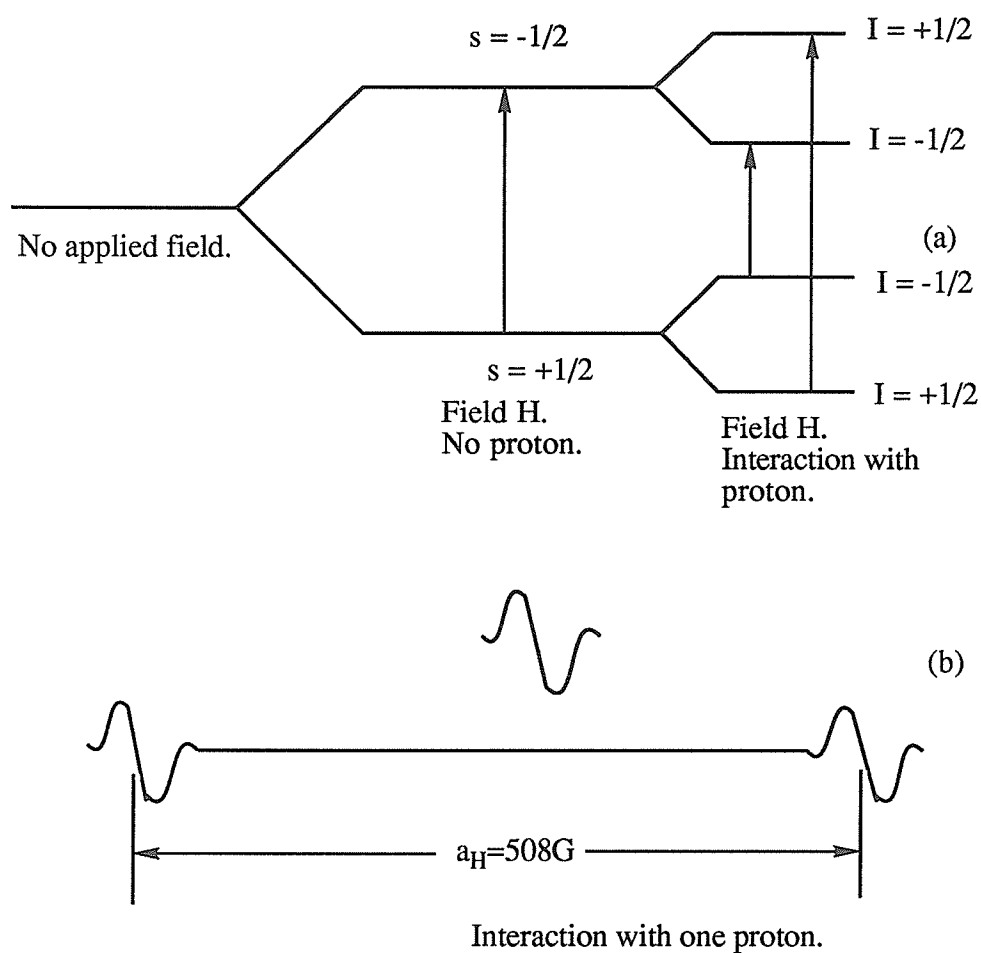 s = -1/2
I = +1/2
I = -1/2
No applied field.
(a)
I = -1/2
s = +1/2
I = +1/2
Field H.
No proton.
Field H.
Interaction with
proton.
(b)
aH=508G
Interaction with one proton.